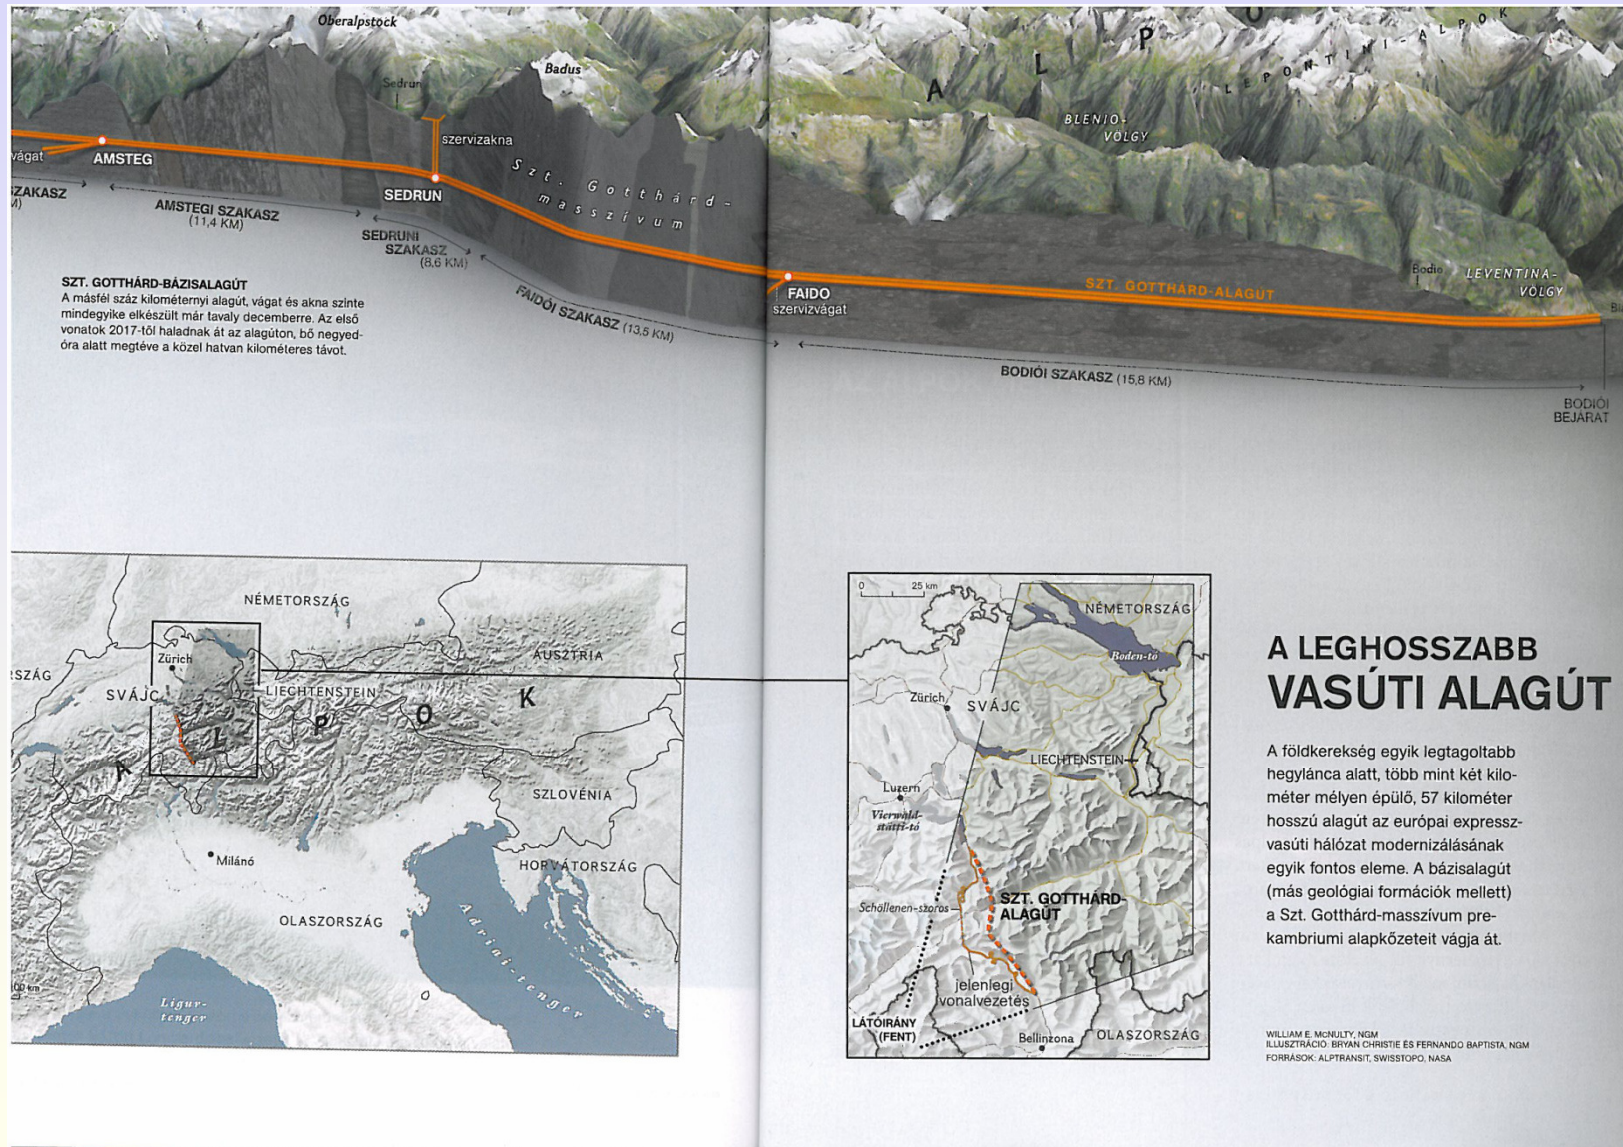 Oberalpstock
Badus
Sedrun
szervizakna
vágat
AMSTEG
SEDRUN
Szt. Gotthárd-
masszívum
ALPO
LEPONTINI-ALPOK
BLENIO-
VÖLGY
Bodio
LEVENTINA-
VÖLGY
SZAKASZ
AMSTEGI SZAKASZ
(11,4 KM)
SEDRUNI
SZAKASZ
(8,6 KM)
FAIDÓI SZAKASZ (13,5 KM)
FAIDO
szervizvágat
SZT. GOTTHÁRD-ALAGÚT
BODIÓI SZAKASZ (15,8 KM)
BODIÓI
BEJÁRAT
SZT. GOTTHÁRD-BÁZISALAGÚT
A másfél száz kilométernyi alagút, vágat és akna szinte
mindegyike elkészült már tavaly decemberre. Az első
vonatok 2017-től haladnak át az alagúton, bő negyed-
óra alatt megtéve a közel hatvan kilométeres távot.
NÉMETORSZÁG
Zürich
AUSZTRIA
SVÁJC
LIECHTENSTEIN
ALPOK
SZLOVÉNIA
Milánó
HORVÁTORSZÁG
OLASZORSZÁG
Adriai-tenger
Ligur-
tenger
0 25 km
NÉMETORSZÁG
Boden-tó
Zürich
SVÁJC
LIECHTENSTEIN
Luzern
Vierwald-
stätti-tó
SZT. GOTTHÁRD-
ALAGÚT
Schöllenen-szoros
jelenlegi
vonalvezetés
LÁTÓIRÁNY
(FENT)
Bellinzona
OLASZORSZÁG
A LEGHOSSZABB
VASÚTI ALAGÚT
A földkerekség egyik legtagoltabb
hegylánca alatt, több mint két kilo-
méter mélyen épülő, 57 kilométer
hosszú alagút az európai expressz-
vasúti hálózat modernizálásának
egyik fontos eleme. A bázisalagút
(más geológiai formációk mellett)
a Szt. Gotthárd-masszívum pre-
kambriumi alapkőzeteit vágja át.
WILLIAM E. McNULTY, NGM
ILLUSZTRÁCIÓ: BRYAN CHRISTIE ÉS FERNANDO BAPTISTA, NGM
FORRÁSOK: ALPTRANSIT, SWISSTOPO, NASA